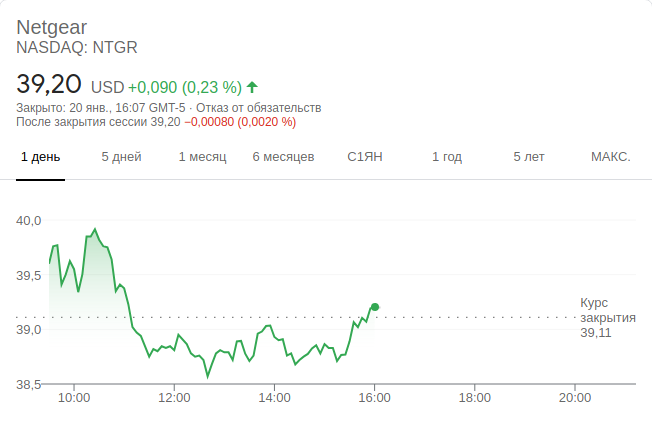 Netgear
NASDAQ: NTGR
39,20 USD +0,090 (0,23 %)
Закрыто: 20 янв., 16:07 GMT-5 · Отказ от обязательств
После закрытия сессии 39,20 −0,00080 (0,0020 %)
1 день 5 дней 1 месяц 6 месяцев С1ЯН 1 год 5 лет МАКС.
40,0
39,5
Курс
закрытия
39,11
39,0
38,5
10:00 12:00 14:00 16:00 18:00 20:00